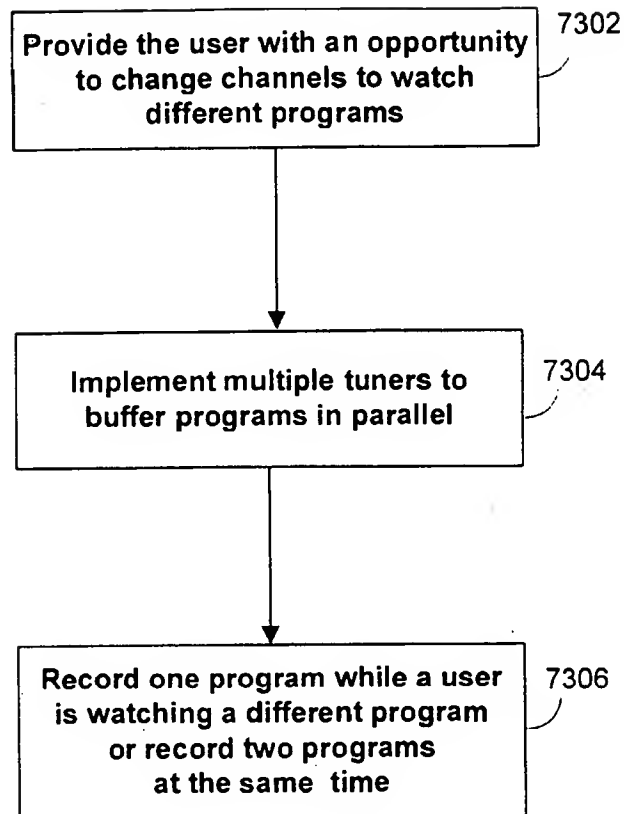 Provide the user with an opportunity
to change channels to watch
different programs
7302
Implement multiple tuners to
buffer programs in parallel
7304
Record one program while a user
is watching a different program
or record two programs
at the same time
7306